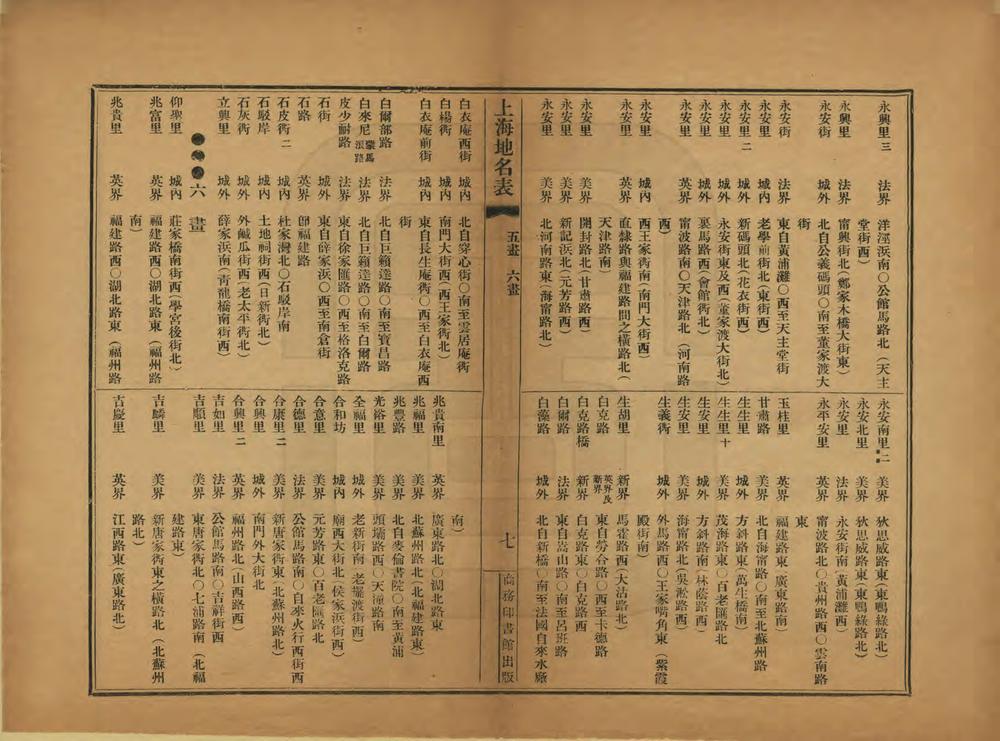 永興里三　法界　洋涇浜南○公館馬路北（天主
堂街西）
永興里　法界　甯興街北（鄭家木橋大街東）
永安街　城外　北自公義碼頭○南至董家渡大
街
永安街　法界　東自黃浦灘○西至天主堂街
永安里　城內　老學前街北（東街西）
永安里二　城外　新碼頭北（花衣街西）
永安里　城外　永安街東及西（董家渡大街北）
永安里　城外　裏馬路西（會館街北）
永安里　英界　甯波路南○天津路北（河南路
西）
永安里　城內　西王家衖南（南門大街西）
永安里　英界　直隸路與福建路間之橫路北（
天津路南）
永安里　美界　開封路北（甘肅路西）
永安里　美界　新記浜北（元芳路西）
永安里　美界　北河南路東（海甯路北）
永安南里二　美界　狄思威路東（東鴨綠路北）
永安北里　美界　狄思威路東（東鴨綠路北）
永安里　法界　永安街南（黃浦灘西）
永平安里　英界　甯波路北○貴州路西○雲南路
東
玉桂里　英界　福建路東（廣東路南）
甘肅路　美界　北自海甯路○南至北蘇州路
生生里　城外　方斜路東（萬生橋南）
生生里十　美界　茂海路東○百老匯路北
生安里　城外　方斜路南（林蔭路西）
生安里　美界　海甯路北（吳淞路西）
生義衖　城外　外馬路西○王家嘴角東（紫霞
殿街南）
生胡里　新界　馬霍路西（大沽路北）
白克路　英界及新界　東自勞合路○西至卡德路
白克路橋　新界　白克路東○白克路西
白爾路　法界　東自嵩山路○南至呂班路
白藻路　城外　北自新橋○南至法國自來水廠
上海地名表　五畫　六畫　七　商務印書館出版
白衣庵西街　城內　北自穿心街○南至雲居庵衖
白楊衖　城內　南門大街西（西王家衖北）
白衣庵前街　城內　東自長生庵衖○西至白衣庵西
街
白爾部路　法界　北自巨籟達路○南至寶昌路
白來尼蒙馬浪路　法界　北自巨籟達路○南至白爾路
皮少耐路　法界　東自徐家匯路○西至格洛克路
石街　城外　東自薛家浜○西至南倉街
石路　英界　卽福建路
石皮衖二　城內　杜家灣北○石駁岸南
石駁岸　城內　土地祠街西（日新衖北）
石灰衖　城外　外鹹瓜街西（老太平衖北）
立興里　城外　薛家浜南（靑龍橋南街西）
●●●六　畫
仰聖里　城內　莊家橋南街西（學宮後街北）
兆富里　英界　福建路西○湖北路東（福州路
南）
兆貴里　英界　福建路西○湖北路東（福州路
南）
兆貴南里　英界　廣東路北○湖北路東
兆福里　美界　北蘇州路北（北福建路東）
兆豐路　美界　北自麥倫書院○南至黃浦
光裕里　美界　頭壩路西○天潼路南
全福里　城外　老新街南（老擺渡街西）
合和坊　城內　廟西大街北（侯家浜街西）
合意里　美界　元芳路東○百老匯路北
合德里　法界　公館馬路南○自來火行西街西
合康里二　美界　新唐家衖東（北蘇州路北）
合興里　城外　南門外大街北
合興里二　英界　福州路北（山西路西）
吉如里　法界　公館馬路南○吉祥街西
吉順里　美界　東唐家衖北○七浦路南（北福
建路東）
吉麟里　美界　新唐家衖東之橫路北（北蘇州
路北）
吉慶里　英界　江西路東（廣東路北）